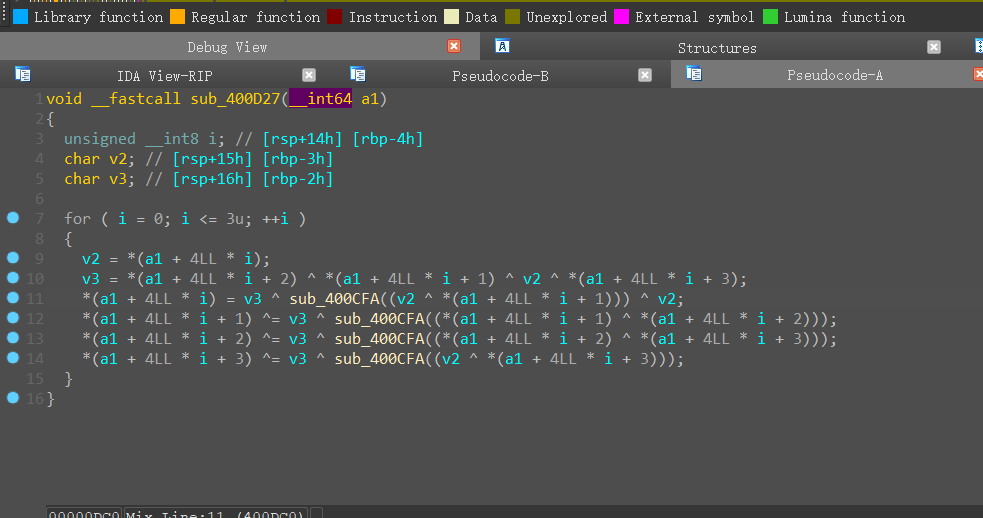 Library function Regular function Instruction Data Unexplored External symbol Lumina function
Debug View Structures
IDA View-RIP Pseudocode-B Pseudocode-A
1 void __fastcall sub_400D27(__int64 a1)
2 {
3 unsigned __int8 i; // [rsp+14h] [rbp-4h]
4 char v2; // [rsp+15h] [rbp-3h]
5 char v3; // [rsp+16h] [rbp-2h]
6
7 for ( i = 0; i <= 3u; ++i )
8 {
9 v2 = *(a1 + 4LL * i);
10 v3 = *(a1 + 4LL * i + 2) ^ *(a1 + 4LL * i + 1) ^ v2 ^ *(a1 + 4LL * i + 3);
11 *(a1 + 4LL * i) = v3 ^ sub_400CFA((v2 ^ *(a1 + 4LL * i + 1))) ^ v2;
12 *(a1 + 4LL * i + 1) ^= v3 ^ sub_400CFA((*(a1 + 4LL * i + 1) ^ *(a1 + 4LL * i + 2)));
13 *(a1 + 4LL * i + 2) ^= v3 ^ sub_400CFA((*(a1 + 4LL * i + 2) ^ *(a1 + 4LL * i + 3)));
14 *(a1 + 4LL * i + 3) ^= v3 ^ sub_400CFA((v2 ^ *(a1 + 4LL * i + 3)));
15 }
16 }